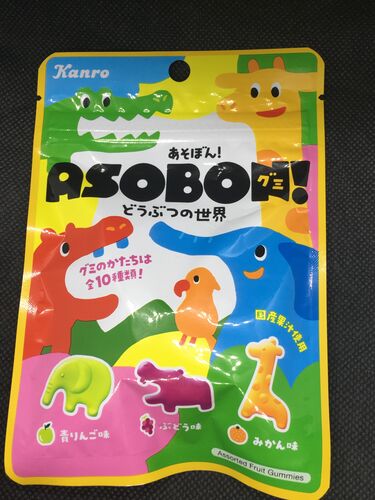 Kanro
あそぼん!
ASOBON!
グミ
どうぶつの世界
グミのかたちは
全10種類!
国産果汁使用
青りんご味
ぶどう味
みかん味
Assorted Fruit Gummies